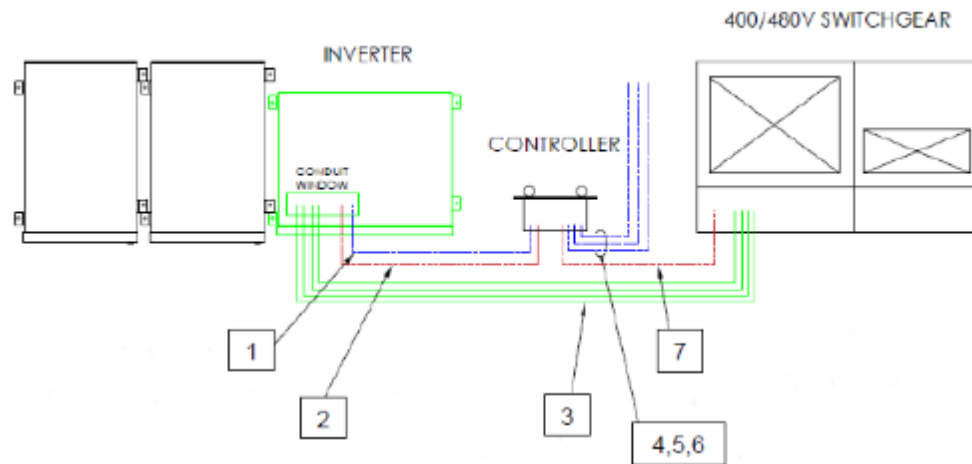 400/480V SWITCHGEAR
INVERTER
CONTROLLER
CONDUIT
WINDOW
1
2
3
7
4,5,6